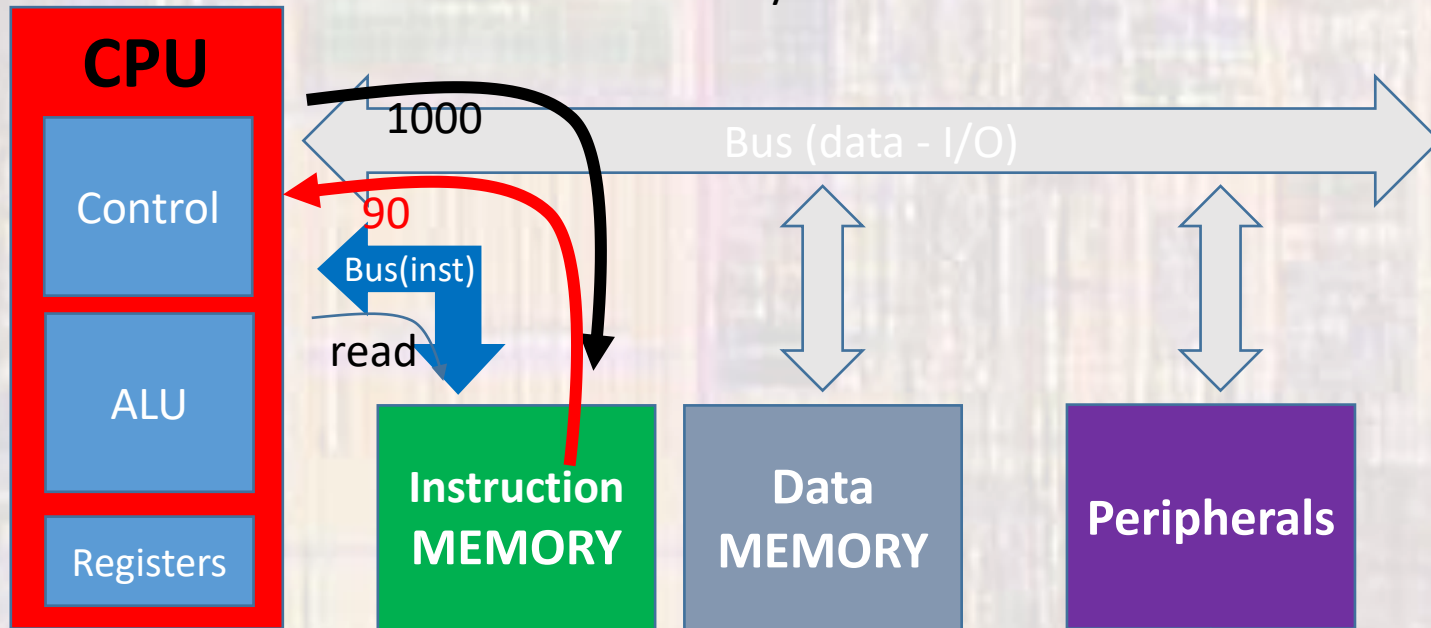 CPU
1000
Bus (data - I/O)
Control
90
Bus(inst)
read
ALU
Instruction
MEMORY
Data
MEMORY
Peripherals
Registers